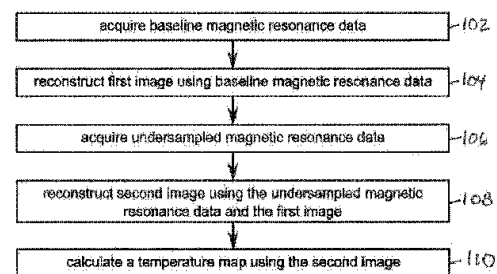 acquire baseline magnetic resonance data 102
reconstruct first image using baseline magnetic resonance data 104
acquire undersampled magnetic resonance data 106
reconstruct second image using the undersampled magnetic
resonance data and the first image 108
calculate a temperature map using the second image 110